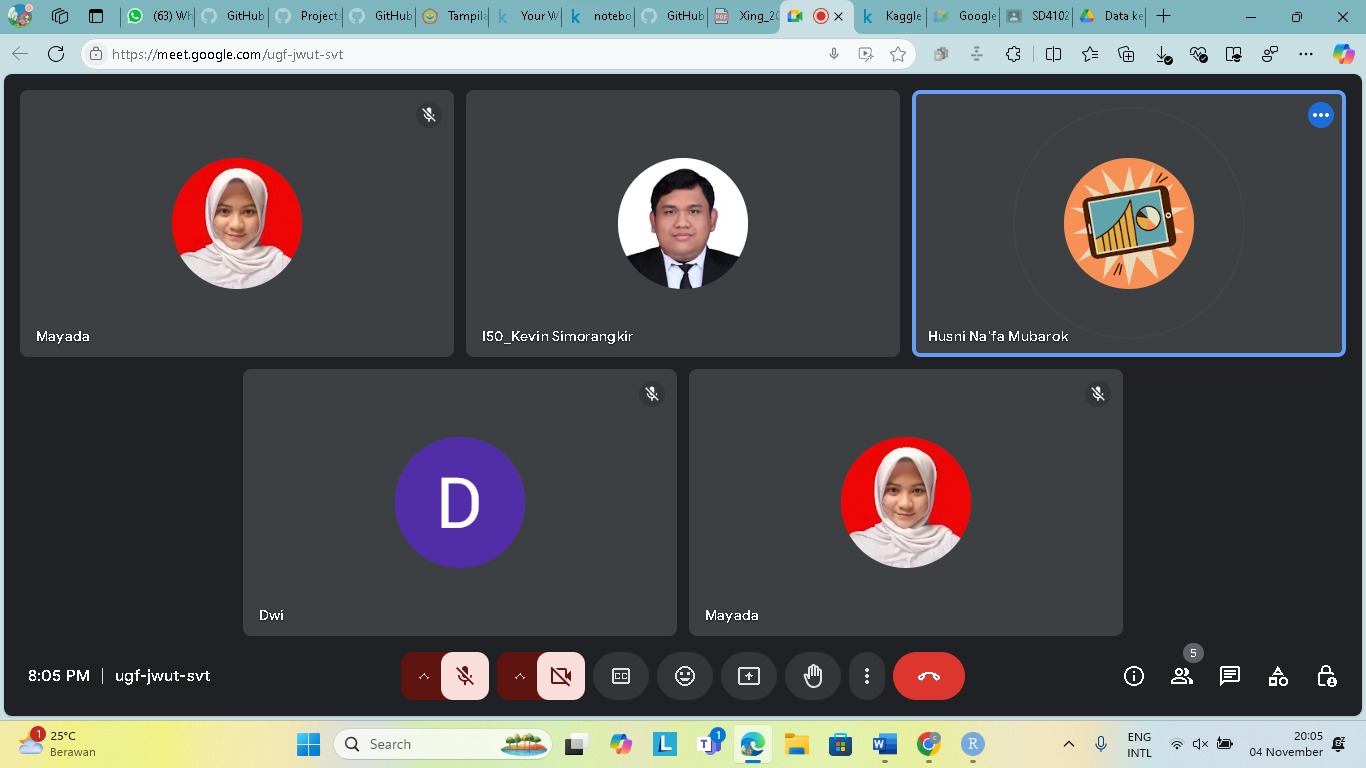 (63) Wh
GitHub
Project
GitHub
Tampila
Your W
notebo
GitHub
Xing_20
Kaggle
Google
SD4102
Data ke
https://meet.google.com/ugf-jwut-svt
Mayada
I50_Kevin Simorangkir
Husni Na'fa Mubarok
D
Dwi
Mayada
8:05 PM | ugf-jwut-svt
CC
5
1
25°C
Berawan
Search
L
1
T
W
R
ENG
INTL
20:05
04 November